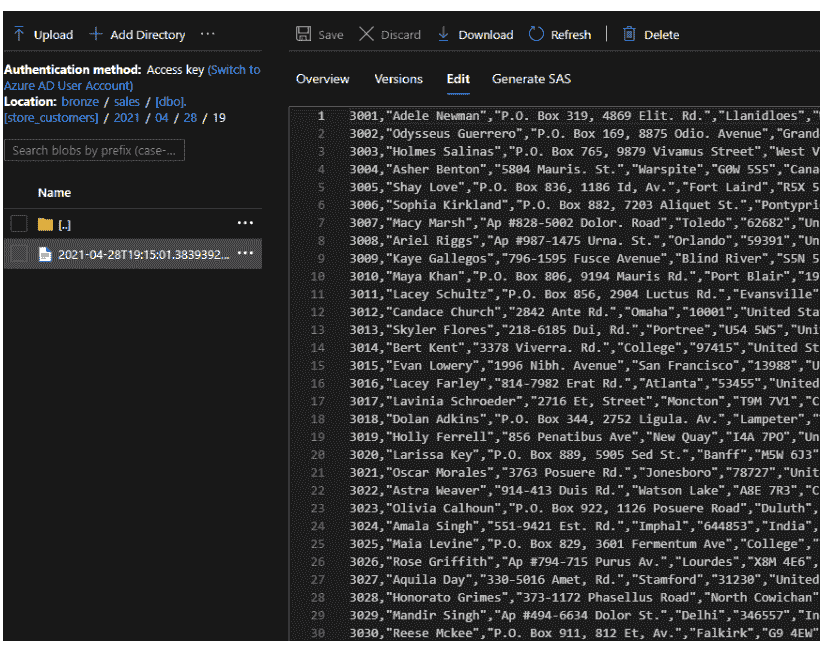 Upload Add Directory ...
Save Discard Download Refresh Delete
Authentication method: Access key (Switch to
Azure AD User Account)
Location: bronze / sales / [dbo].
[store_customers] / 2021 / 04 / 28 / 19
Search blobs by prefix (case-...
Name
[..] ...
2021-04-28T19:15:01.3839392... ...
Overview Versions Edit Generate SAS
1 3001,"Adele Newman","P.O. Box 319, 4869 Elit. Rd.","Llanidloes","
2 3002,"Odysseus Guerrero","P.O. Box 169, 8875 Odio. Avenue","Grand
3 3003,"Holmes Salinas","P.O. Box 765, 9879 Vivamus Street","West V
4 3004,"Asher Benton","5804 Mauris. St.","Warspite","G0W 5S5","Cana
5 3005,"Shay Love","P.O. Box 836, 1186 Id, Av.","Fort Laird","R5X 5
6 3006,"Sophia Kirkland","P.O. Box 882, 7203 Aliquet St.","Pontypri
7 3007,"Macy Marsh","Ap #828-5002 Dolor. Road","Toledo","62682","Un
8 3008,"Ariel Riggs","Ap #987-1475 Urna. St.","Orlando","59391","Un
9 3009,"Kaye Gallegos","796-1595 Fusce Avenue","Blind River","S5N 5
10 3010,"Maya Khan","P.O. Box 806, 9194 Mauris Rd.","Port Blair","19
11 3011,"Lacey Schultz","P.O. Box 856, 2904 Luctus Rd.","Evansville"
12 3012,"Candace Church","2842 Ante Rd.","Omaha","10001","United Sta
13 3013,"Skyler Flores","218-6185 Dui, Rd.","Portree","U54 5WS","Uni
14 3014,"Bert Kent","3378 Viverra. Rd.","College","97415","United St
15 3015,"Evan Lowery","1996 Nibh. Avenue","San Francisco","13988","U
16 3016,"Lacey Farley","814-7982 Erat Rd.","Atlanta","53455","United
17 3017,"Lavinia Schroeder","2716 Et, Street","Moncton","T9M 7V1","C
18 3018,"Dolan Adkins","P.O. Box 344, 2752 Ligula. Av.","Lampeter","
19 3019,"Holly Ferrell","856 Penatibus Ave","New Quay","I4A 7PO","Un
20 3020,"Larissa Key","P.O. Box 889, 5905 Sed St.","Banff","M5W 6J3"
21 3021,"Oscar Morales","3763 Posuere Rd.","Jonesboro","78727","Unit
22 3022,"Astra Weaver","914-413 Duis Rd.","Watson Lake","A8E 7R3","C
23 3023,"Olivia Calhoun","P.O. Box 922, 1126 Posuere Road","Duluth",
24 3024,"Amala Singh","551-9421 Est. Rd.","Imphal","644853","India",
25 3025,"Maia Levine","P.O. Box 829, 3601 Fermentum Ave","College","
26 3026,"Rose Griffith","Ap #794-715 Purus Av.","Lourdes","X8M 4E6",
27 3027,"Aquila Day","330-5016 Amet, Rd.","Stamford","31230","United
28 3028,"Honorato Grimes","373-1172 Phasellus Road","North Cowichan"
29 3029,"Mandir Singh","Ap #494-6634 Dolor St.","Delhi","346557","In
30 3030,"Reese Mckee","P.O. Box 911, 812 Et, Av.","Falkirk","G9 4EW"